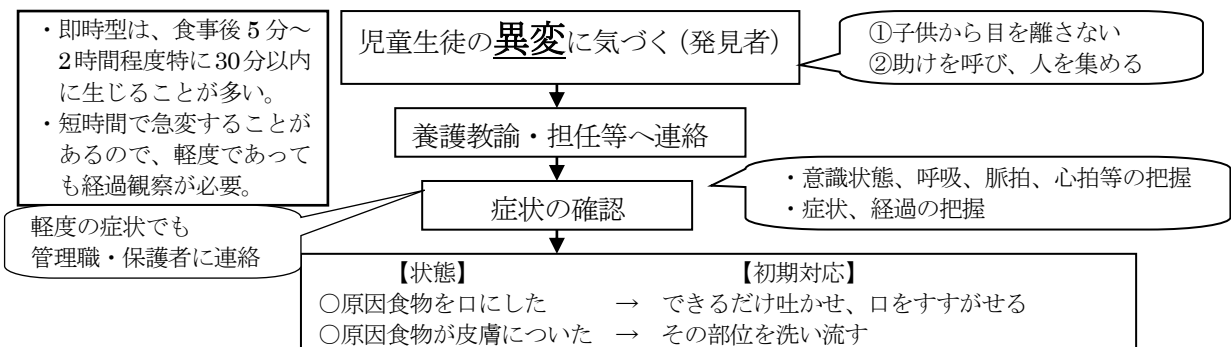 ・即時型は、食事後5分～
2時間程度特に30分以内
に生じることが多い。
・短時間で急変することが
あるので、軽度であって
も経過観察が必要。
児童生徒の異変に気づく（発見者）
①子供から目を離さない
②助けを呼び、人を集める
養護教諭・担任等へ連絡
症状の確認
・意識状態、呼吸、脈拍、心拍等の把握
・症状、経過の把握
軽度の症状でも
管理職・保護者に連絡
【状態】 【初期対応】
○原因食物を口にした → できるだけ吐かせ、口をすすがせる
○原因食物が皮膚についた → その部位を洗い流す